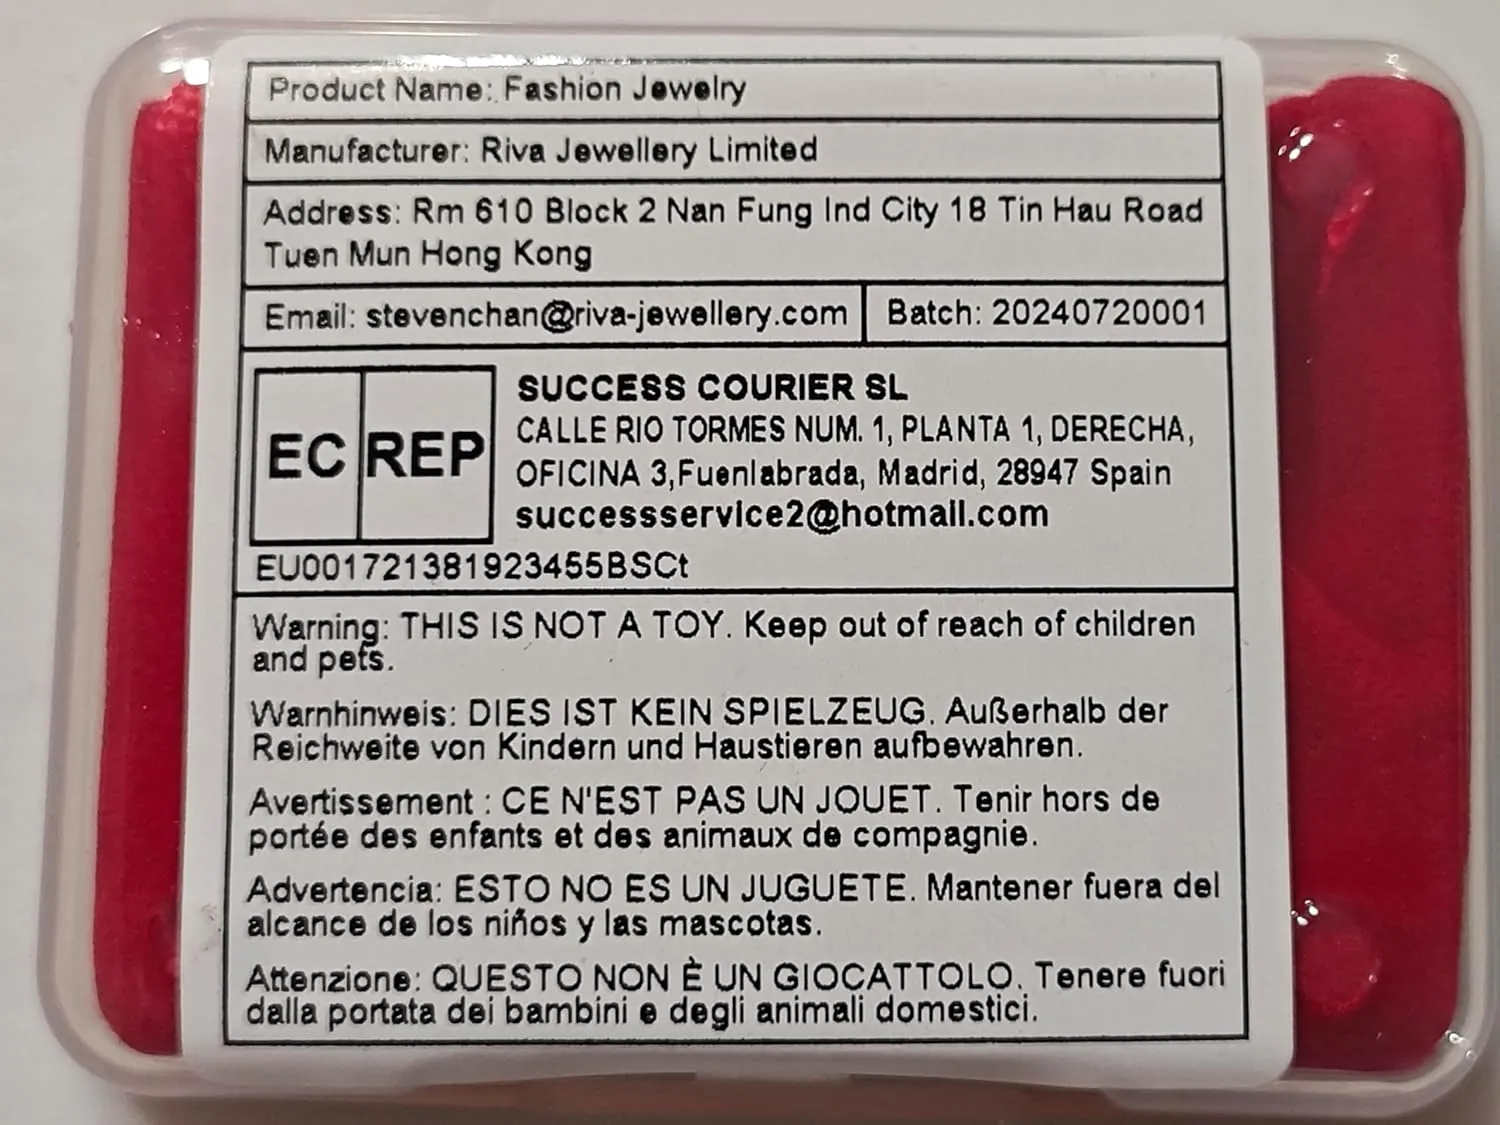 Product Name: Fashion Jewelry
Manufacturer: Riva Jewellery Limited
Address: Rm 610 Block 2 Nan Fung Ind City 18 Tin Hau Road
Tuen Mun Hong Kong
Email: stevenchan@riva-jewellery.com
Batch: 20240720001
EC REP
SUCCESS COURIER SL
CALLE RIO TORMES NUM. 1, PLANTA 1, DERECHA,
OFICINA 3,Fuenlabrada, Madrid, 28947 Spain
successservice2@hotmail.com
EU001721381923455BSCt
Warning: THIS IS NOT A TOY. Keep out of reach of children
and pets.
Warnhinweis: DIES IST KEIN SPIELZEUG. Außerhalb der
Reichweite von Kindern und Haustieren aufbewahren.
Avertissement : CE N'EST PAS UN JOUET. Tenir hors de
portée des enfants et des animaux de compagnie.
Advertencia: ESTO NO ES UN JUGUETE. Mantener fuera del
alcance de los niños y las mascotas.
Attenzione: QUESTO NON È UN GIOCATTOLO. Tenere fuori
dalla portata dei bambini e degli animali domestici.